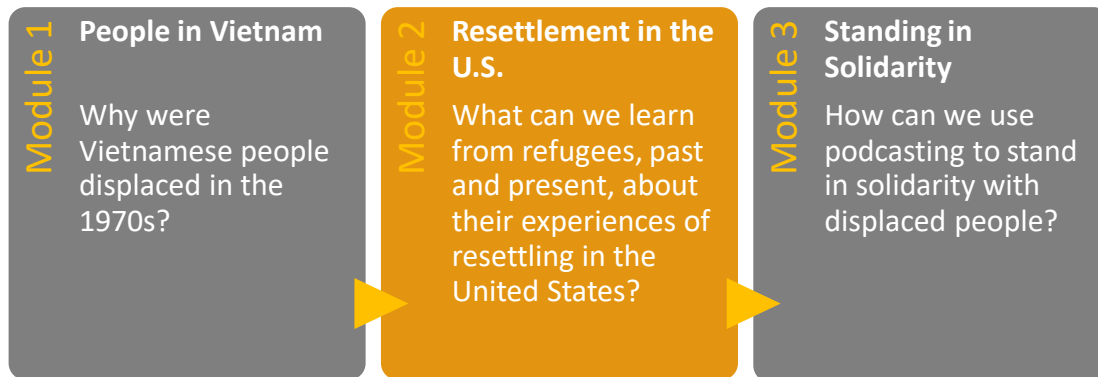 Module 1
People in Vietnam
Why were
Vietnamese people
displaced in the
1970s?
Module 2
Resettlement in the
U.S.
What can we learn
from refugees, past
and present, about
their experiences of
resettling in the
United States?
Module 3
Standing in
Solidarity
How can we use
podcasting to stand
in solidarity with
displaced people?